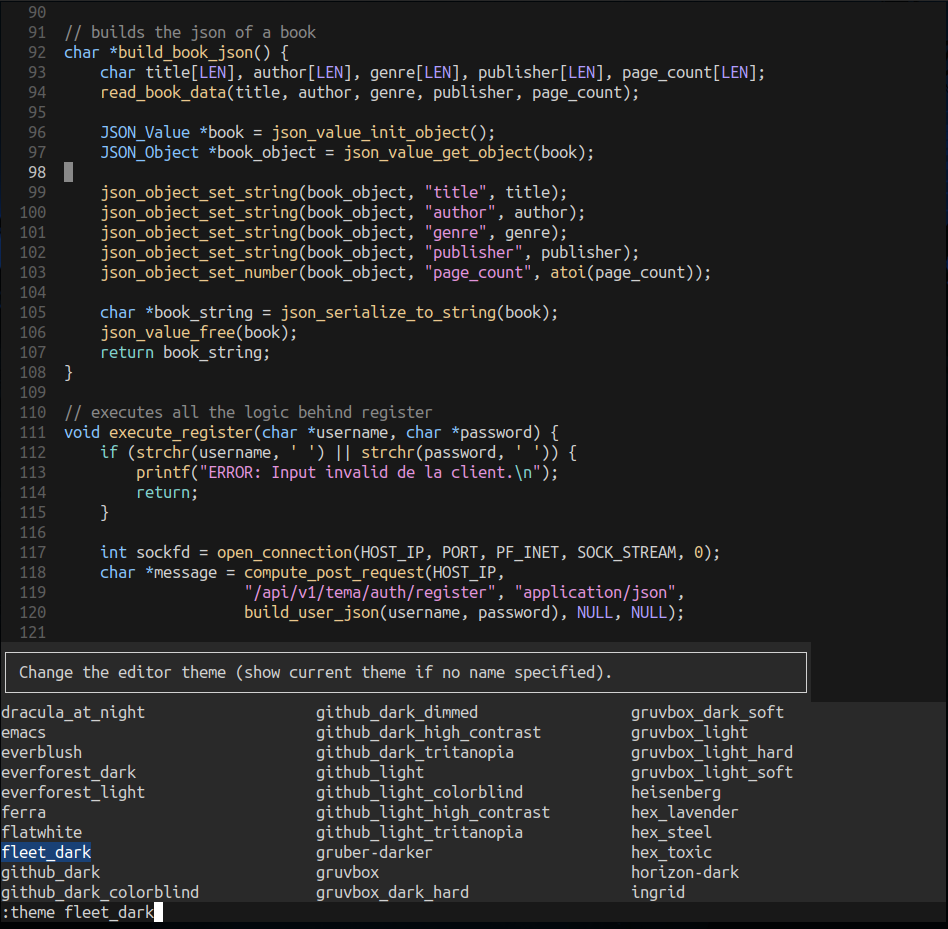 90
91 // builds the json of a book
92 char *build_book_json() {
93     char title[LEN], author[LEN], genre[LEN], publisher[LEN], page_count[LEN];
94     read_book_data(title, author, genre, publisher, page_count);
95
96     JSON_Value *book = json_value_init_object();
97     JSON_Object *book_object = json_value_get_object(book);
98
99     json_object_set_string(book_object, "title", title);
100     json_object_set_string(book_object, "author", author);
101     json_object_set_string(book_object, "genre", genre);
102     json_object_set_string(book_object, "publisher", publisher);
103     json_object_set_number(book_object, "page_count", atoi(page_count));
104
105     char *book_string = json_serialize_to_string(book);
106     json_value_free(book);
107     return book_string;
108 }
109
110 // executes all the logic behind register
111 void execute_register(char *username, char *password) {
112     if (strchr(username, ' ') || strchr(password, ' ')) {
113         printf("ERROR: Input invalid de la client.\n");
114         return;
115     }
116
117     int sockfd = open_connection(HOST_IP, PORT, PF_INET, SOCK_STREAM, 0);
118     char *message = compute_post_request(HOST_IP,
119                     "/api/v1/tema/auth/register", "application/json",
120                     build_user_json(username, password), NULL, NULL);
121
Change the editor theme (show current theme if no name specified).
dracula_at_night github_dark_dimmed gruvbox_dark_soft
emacs github_dark_high_contrast gruvbox_light
everblush github_dark_tritanopia gruvbox_light_hard
everforest_dark github_light gruvbox_light_soft
everforest_light github_light_colorblind heisenberg
ferra github_light_high_contrast hex_lavender
flatwhite github_light_tritanopia hex_steel
fleet_dark gruber-darker hex_toxic
github_dark gruvbox horizon-dark
github_dark_colorblind gruvbox_dark_hard ingrid
:theme fleet_dark